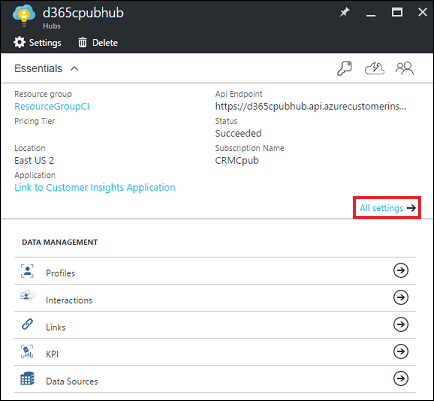 d365cpubhub
Hubs
Settings Delete
Essentials
Resource group Api Endpoint
ResourceGroupCI https://d365cpubhub.api.azurecustomerins...
Pricing Tier Status
Succeeded
Location Subscription Name
East US 2 CRMCpub
Application
Link to Customer Insights Application
All settings
DATA MANAGEMENT
Profiles
Interactions
Links
KPI
Data Sources